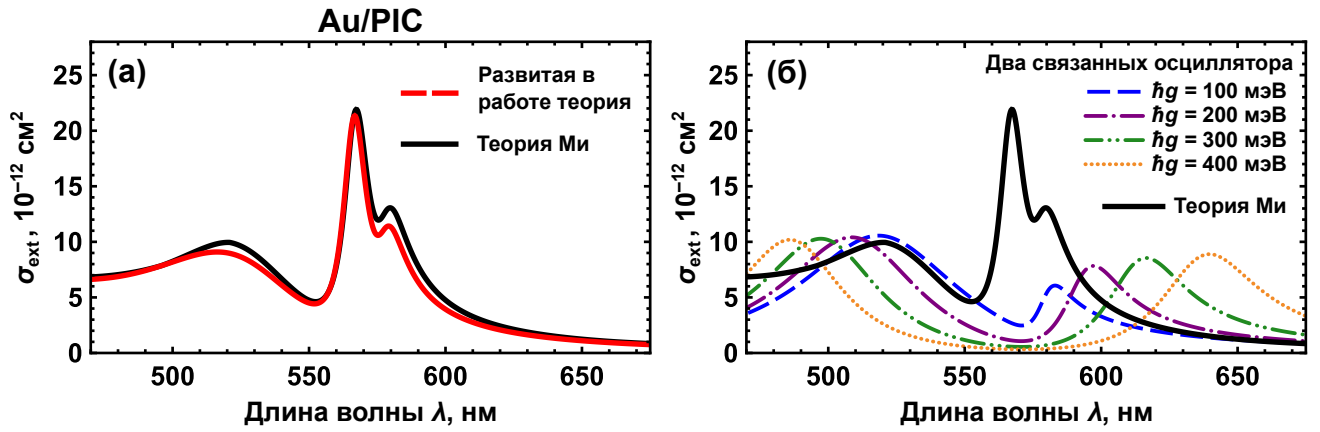 Au/PIC
(а)
Развитая в
работе теория
Теория Ми
25
20
15
10
5
0
500
550
600
650
σext , 10−12 см2
Длина волны λ, нм
(б)
Два связанных осциллятора
ħg = 100 мэВ
ħg = 200 мэВ
ħg = 300 мэВ
ħg = 400 мэВ
Теория Ми
25
20
15
10
5
0
500
550
600
650
σext , 10−12 см2
Длина волны λ, нм